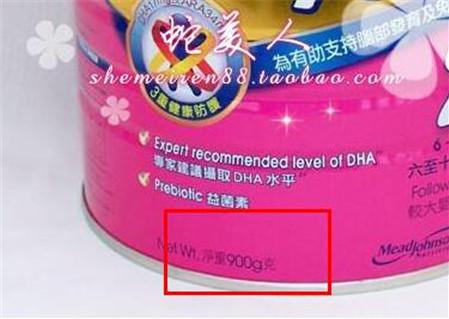 3重健康防護
蛇美人
為有助支持腦部發育及免
shemeiren88.taobao.com
Expert recommended level of DHA
專家建議攝取DHA水平
Prebiotic 益菌素
六至十
Follow
較大嬰
Net Wt. 淨重900g克
MeadJohnson